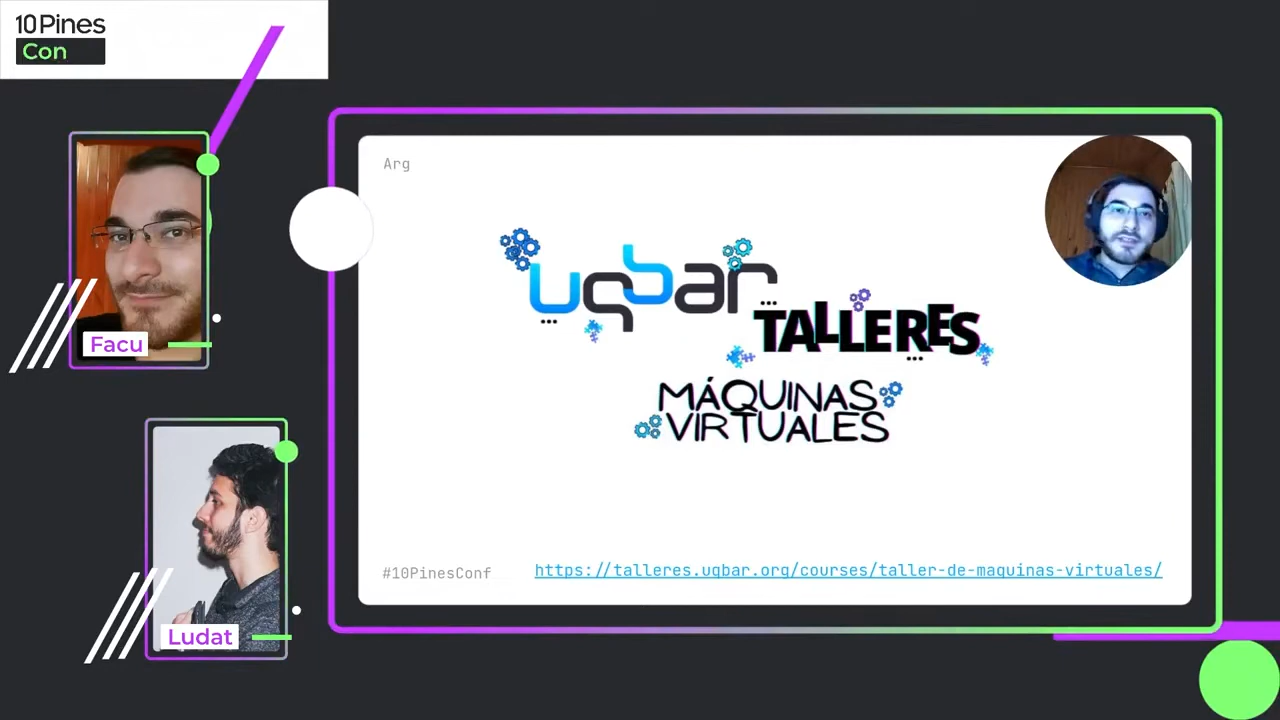 10Pines
Con
Arg
uqbar
TALLERES
MÁQUINAS
VIRTUALES
Facu
#10PinesConf
https://talleres.uqbar.org/courses/taller-de-maquinas-virtuales/
Ludat